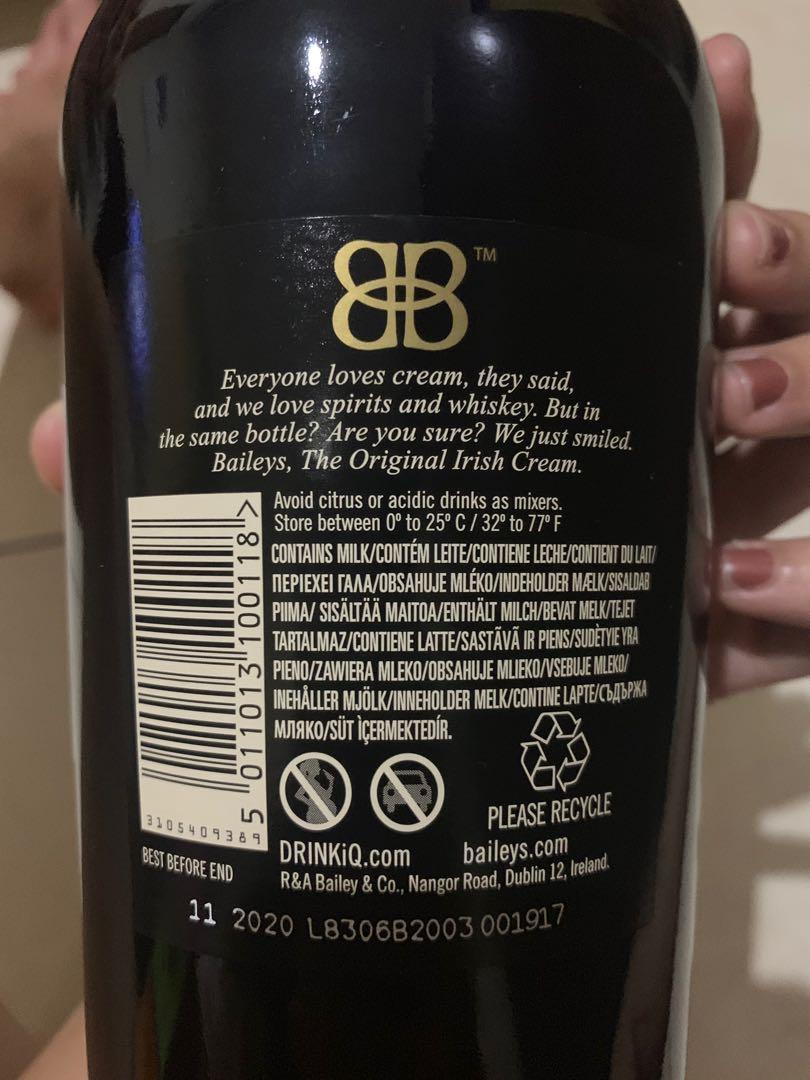 BB™
Everyone loves cream, they said,
and we love spirits and whiskey. But in
the same bottle? Are you sure? We just smiled.
Baileys, The Original Irish Cream.
Avoid citrus or acidic drinks as mixers.
Store between 0° to 25° C / 32° to 77° F
CONTAINS MILK/CONTÉM LEITE/CONTIENE LECHE/CONTIENT DU LAIT/
ΠΕΡΙΕΧΕΙ ΓΑΛΑ/OBSAHUJE MLÉKO/INDEHOLDER MÆLK/SISALDAB
PIIMA/ SISÄLTÄÄ MAITOA/ENTHÄLT MILCH/BEVAT MELK/TEJET
TARTALMAZ/CONTIENE LATTE/SASTĀVĀ IR PIENS/SUDĖTYIE YRA
PIENO/ZAWIERA MLEKO/OBSAHUJE MLIEKO/VSEBUJE MLEKO/
INEHÅLLER MJÖLK/INNEHOLDER MELK/CONTINE LAPTE/СЪДЪРЖА
МЛЯКО/SÜT İÇERMEKTEDİR.
5 011013 100118 >
3105409389
PLEASE RECYCLE
DRINKiQ.com
baileys.com
R&A Bailey & Co., Nangor Road, Dublin 12, Ireland.
BEST BEFORE END
11 2020 L8306B2003 001917